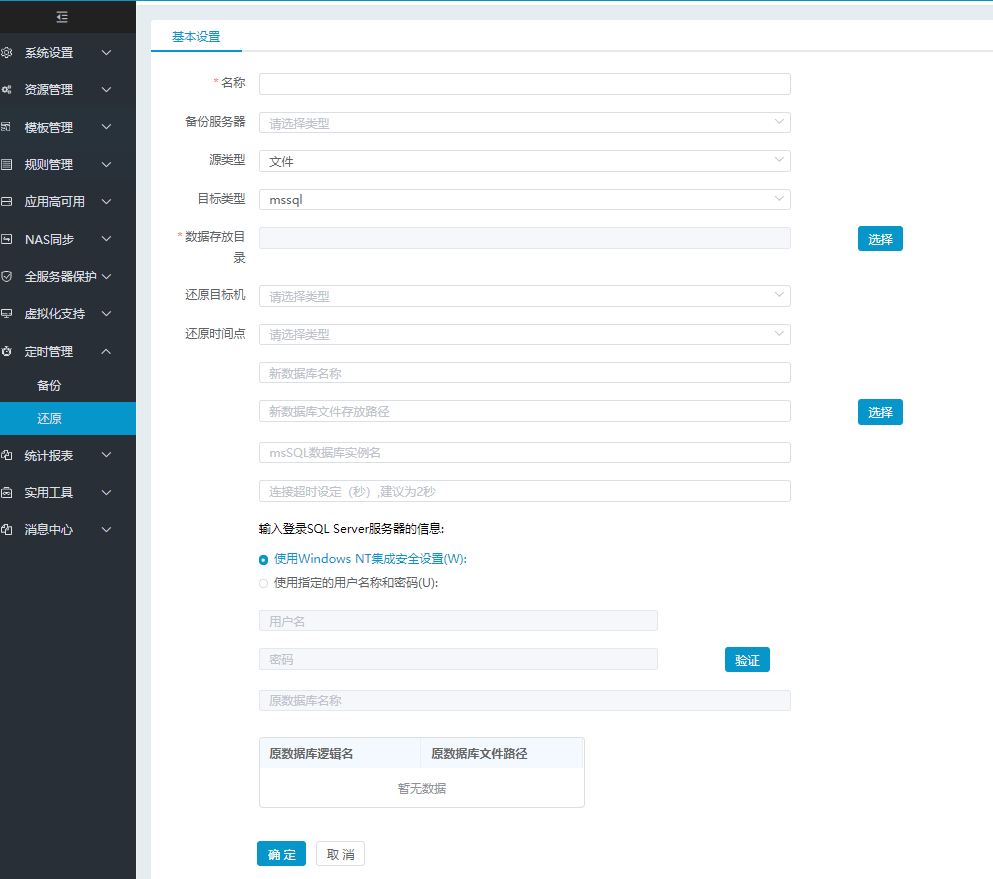 系统设置
资源管理
模板管理
规则管理
应用高可用
NAS同步
全服务器保护
虚拟化支持
定时管理
备份
还原
统计报表
实用工具
消息中心
基本设置
* 名称
备份服务器 请选择类型
源类型 文件
目标类型 mssql
* 数据存放目
录
选择
还原目标机 请选择类型
还原时间点 请选择类型
新数据库名称
新数据库文件存放路径 选择
msSQL数据库实例名
连接超时设定（秒）,建议为2秒
输入登录SQL Server服务器的信息:
使用Windows NT集成安全设置(W):
使用指定的用户名称和密码(U):
用户名
密码 验证
原数据库名称
原数据库逻辑名 原数据库文件路径
暂无数据
确 定 取 消